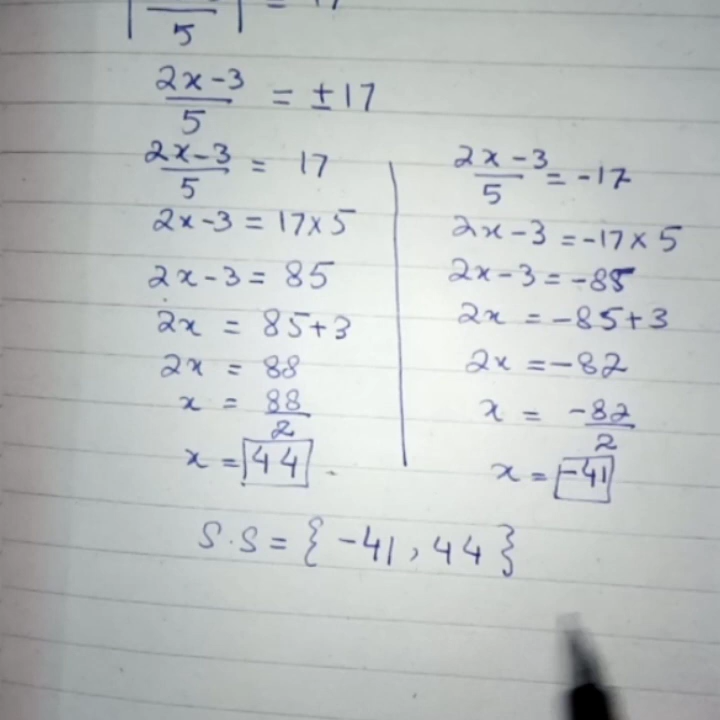 5 = 17
2x-3/5 = ±17
2x-3/5 = 17
2x-3 = 17×5
2x-3 = 85
2x = 85+3
2x = 88
x = 88/2
x = 44
2x-3/5 = -17
2x-3 = -17×5
2x-3 = -85
2x = -85+3
2x = -82
x = -82/2
x = -41
S.S = { -41, 44 }